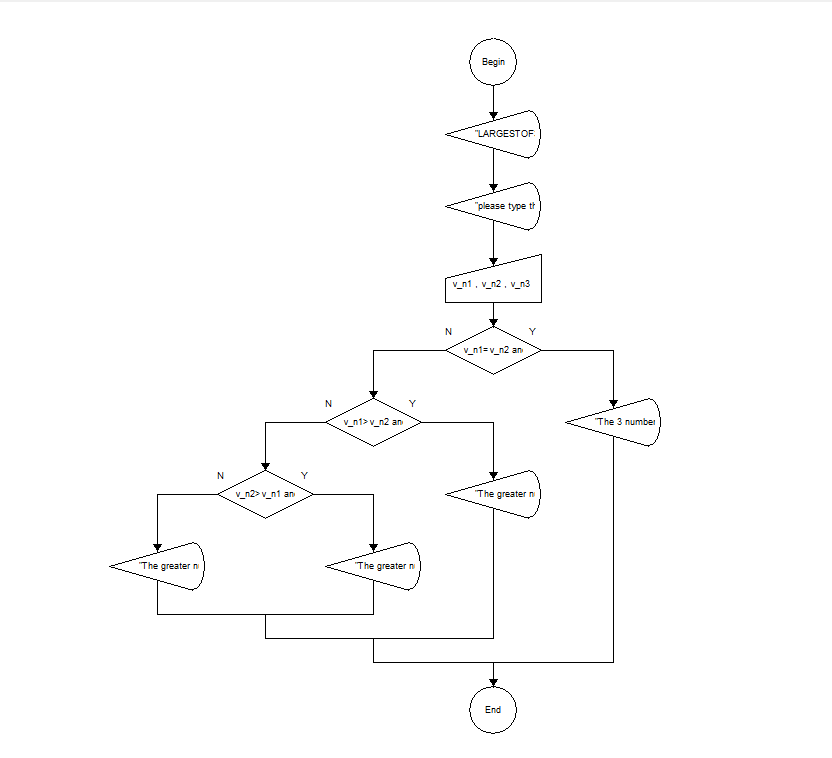 Begin
"LARGESTOF
"please type th
v_n1 , v_n2 , v_n3
N
Y
v_n1=v_n2 an
N
Y
v_n1>v_n2 an
"The 3 number
N
Y
v_n2>v_n1 an
"The greater n
"The greater n
"The greater n
End